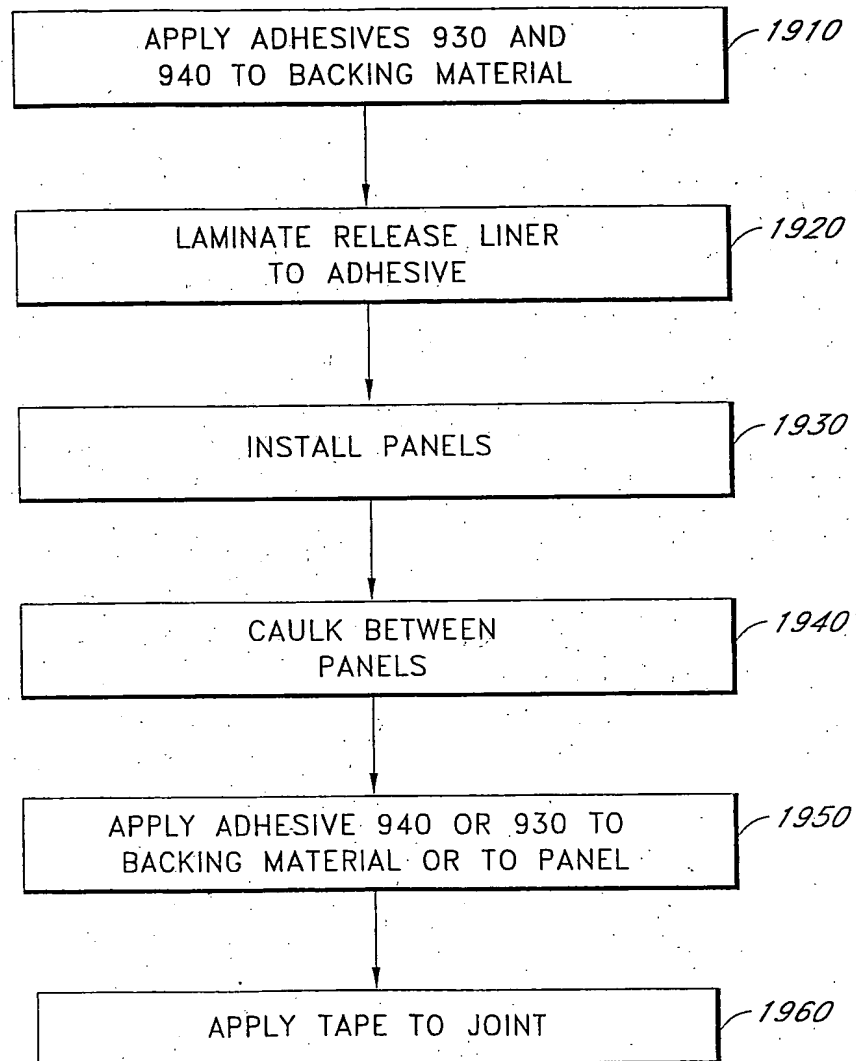 APPLY ADHESIVES 930 AND
940 TO BACKING MATERIAL
1910
LAMINATE RELEASE LINER
TO ADHESIVE
1920
INSTALL PANELS
1930
CAULK BETWEEN
PANELS
1940
APPLY ADHESIVE 940 OR 930 TO
BACKING MATERIAL OR TO PANEL
1950
APPLY TAPE TO JOINT
1960